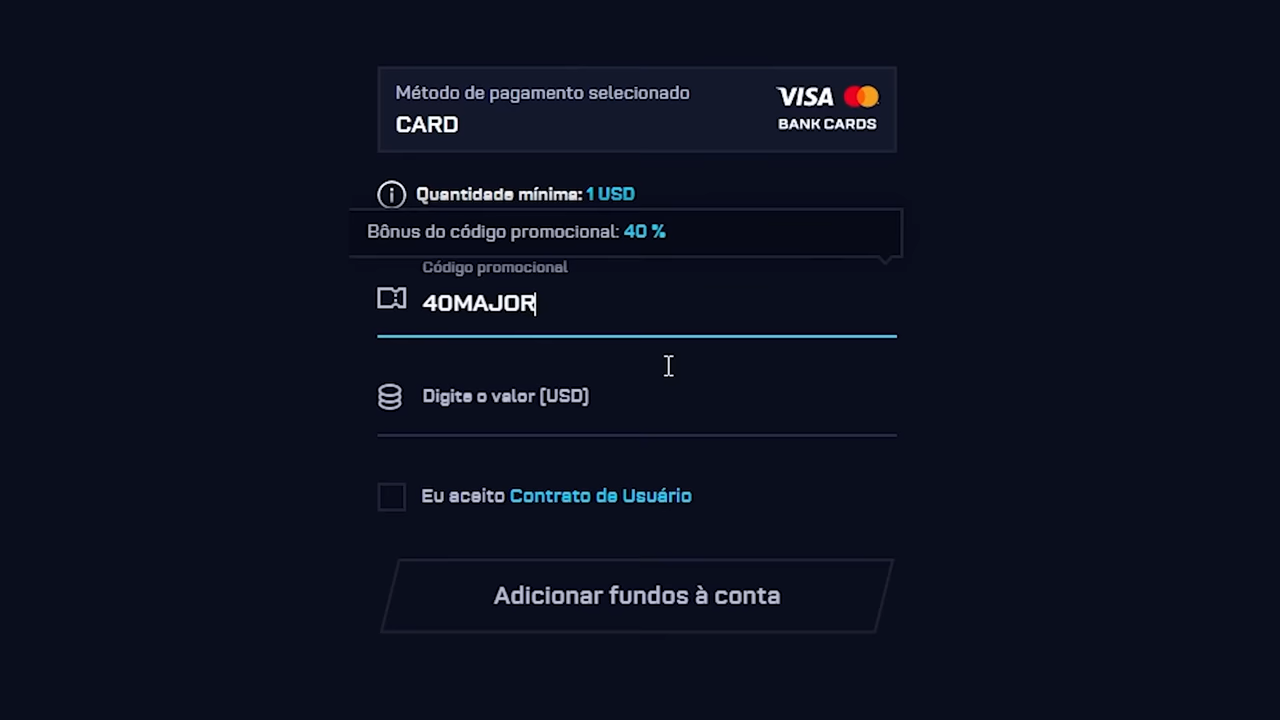 Método de pagamento selecionado
CARD
VISA
BANK CARDS
Quantidade mínima: 1 USD
Bônus do código promocional: 40 %
Código promocional
40MAJOR
Digite o valor [USD]
Eu aceito Contrato de Usuário
Adicionar fundos à conta